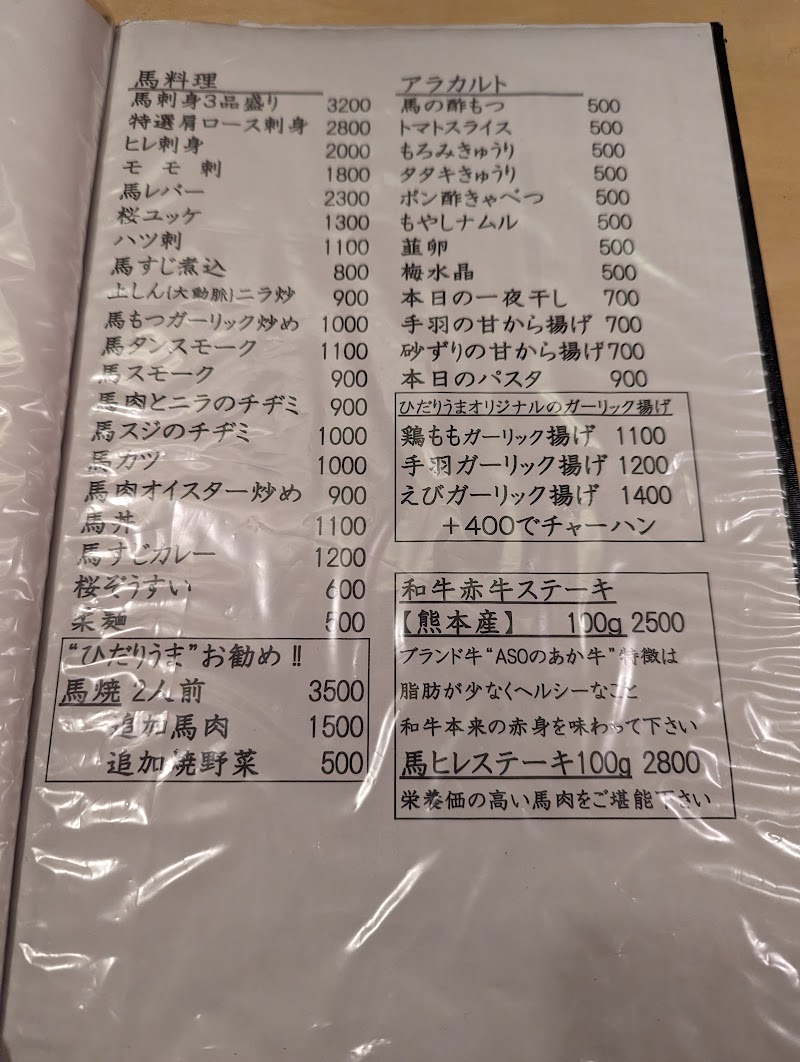 馬料理
馬刺身3品盛り 3200
特選肩ロース刺身 2800
ヒレ刺身 2000
モモ刺 1800
馬レバー 2300
桜ユッケ 1300
ハツ刺 1100
馬すじ煮込 800
上しん(大動脈)ニラ炒 900
馬もつガーリック炒め 1000
馬タンスモーク 1100
馬スモーク 900
馬肉とニラのチヂミ 900
馬スジのチヂミ 1000
馬カツ 1000
馬肉オイスター炒め 900
馬丼 1100
馬すじカレー 1200
桜ぞうすい 600
梁麺 500
"ひだりうま"お勧め!!
馬焼 2人前 3500
追加馬肉 1500
追加焼野菜 500
アラカルト
馬の酢もつ 500
トマトスライス 500
もろみきゅうり 500
タタキきゅうり 500
ポン酢きゃべつ 500
もやしナムル 500
韮卵 500
梅水晶 500
本日の一夜干し 700
手羽の甘から揚げ 700
砂ずりの甘から揚げ 700
本日のパスタ 900
ひだりうまオリジナルのガーリック揚げ
鶏ももガーリック揚げ 1100
手羽ガーリック揚げ 1200
えびガーリック揚げ 1400
+400でチャーハン
和牛赤牛ステーキ
【熊本産】 100g 2500
ブランド牛"ASOのあか牛"特徴は
脂肪が少なくヘルシーなこと
和牛本来の赤身を味わって下さい
馬ヒレステーキ100g 2800
栄養価の高い馬肉をご堪能下さい